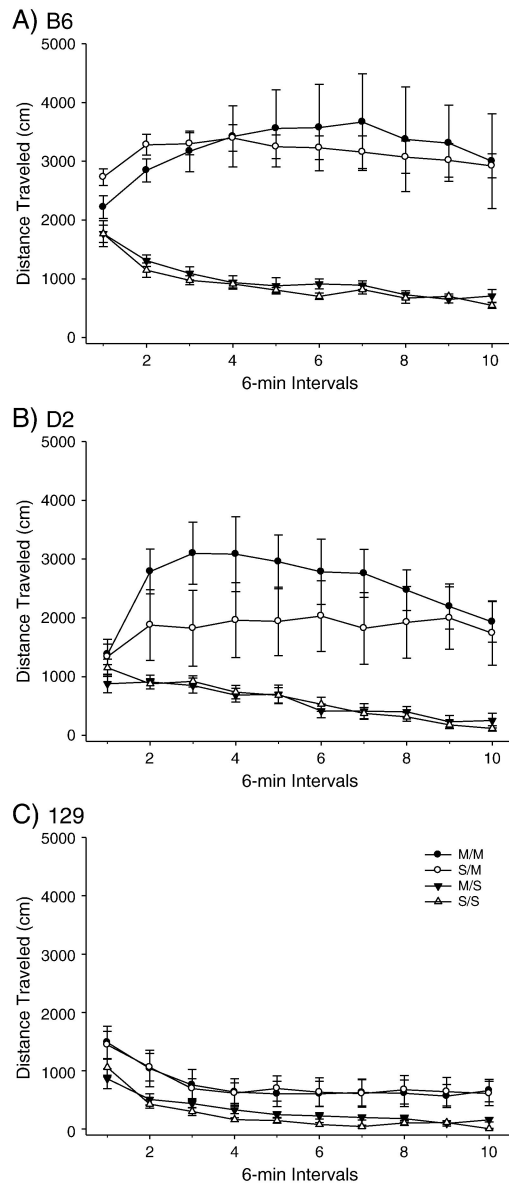 A) B6
5000
4000
3000
2000
1000
0
Distance Traveled (cm)
2 4 6 8 10
6-min Intervals
B) D2
5000
4000
3000
2000
1000
0
Distance Traveled (cm)
2 4 6 8 10
6-min Intervals
C) 129
5000
4000
3000
2000
1000
0
Distance Traveled (cm)
M/M
S/M
M/S
S/S
2 4 6 8 10
6-min Intervals